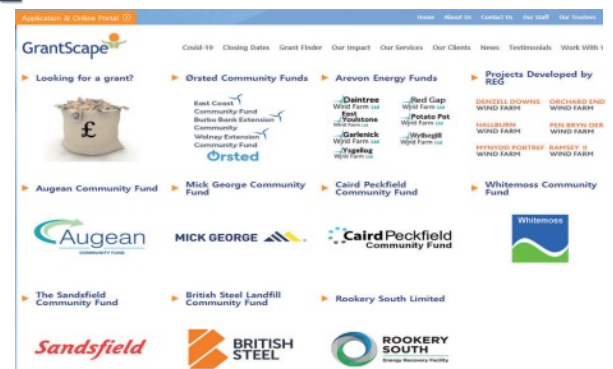 Application & Online Portal
Home About Us Contact Us Our Staff Our Trustees
GrantScape
Covid-19 Closing Dates Grant Finder Our Impact Our Services Our Clients News Testimonials Work With
Looking for a grant?
Ørsted Community Funds
Arevon Energy Funds
Projects Developed by
REG
£
East Coast
Community Fund
Burbo Bank Extension
Community
Walney Extension
Community Fund
Ørsted
Daintree
Wind Farm Ltd
East
Youlstone
Wind Farm Ltd
Garlenick
Wind Farm Ltd
Ysgellog
Wind Farm Ltd
Red Gap
Wind Farm Ltd
Potato Pot
Wind Farm Ltd
Wythegill
Wind Farm Ltd
DENZELL DOWNS
WIND FARM
ORCHARD END
WIND FARM
HALLBURN
WIND FARM
PEN BRYN OER
WIND FARM
MYNYDD PORTREF
WIND FARM
RAMSEY II
WIND FARM
Augean Community Fund
Mick George Community
Fund
Caird Peckfield
Community Fund
Whitemoss Community
Fund
Augean
COMMUNITY FUND
MICK GEORGE
Caird Peckfield
Community Fund
Whitemoss
The Sandsfield
Community Fund
British Steel Landfill
Community Fund
Rookery South Limited
Sandsfield
BRITISH
STEEL
ROOKERY
SOUTH
Energy Recovery Facility